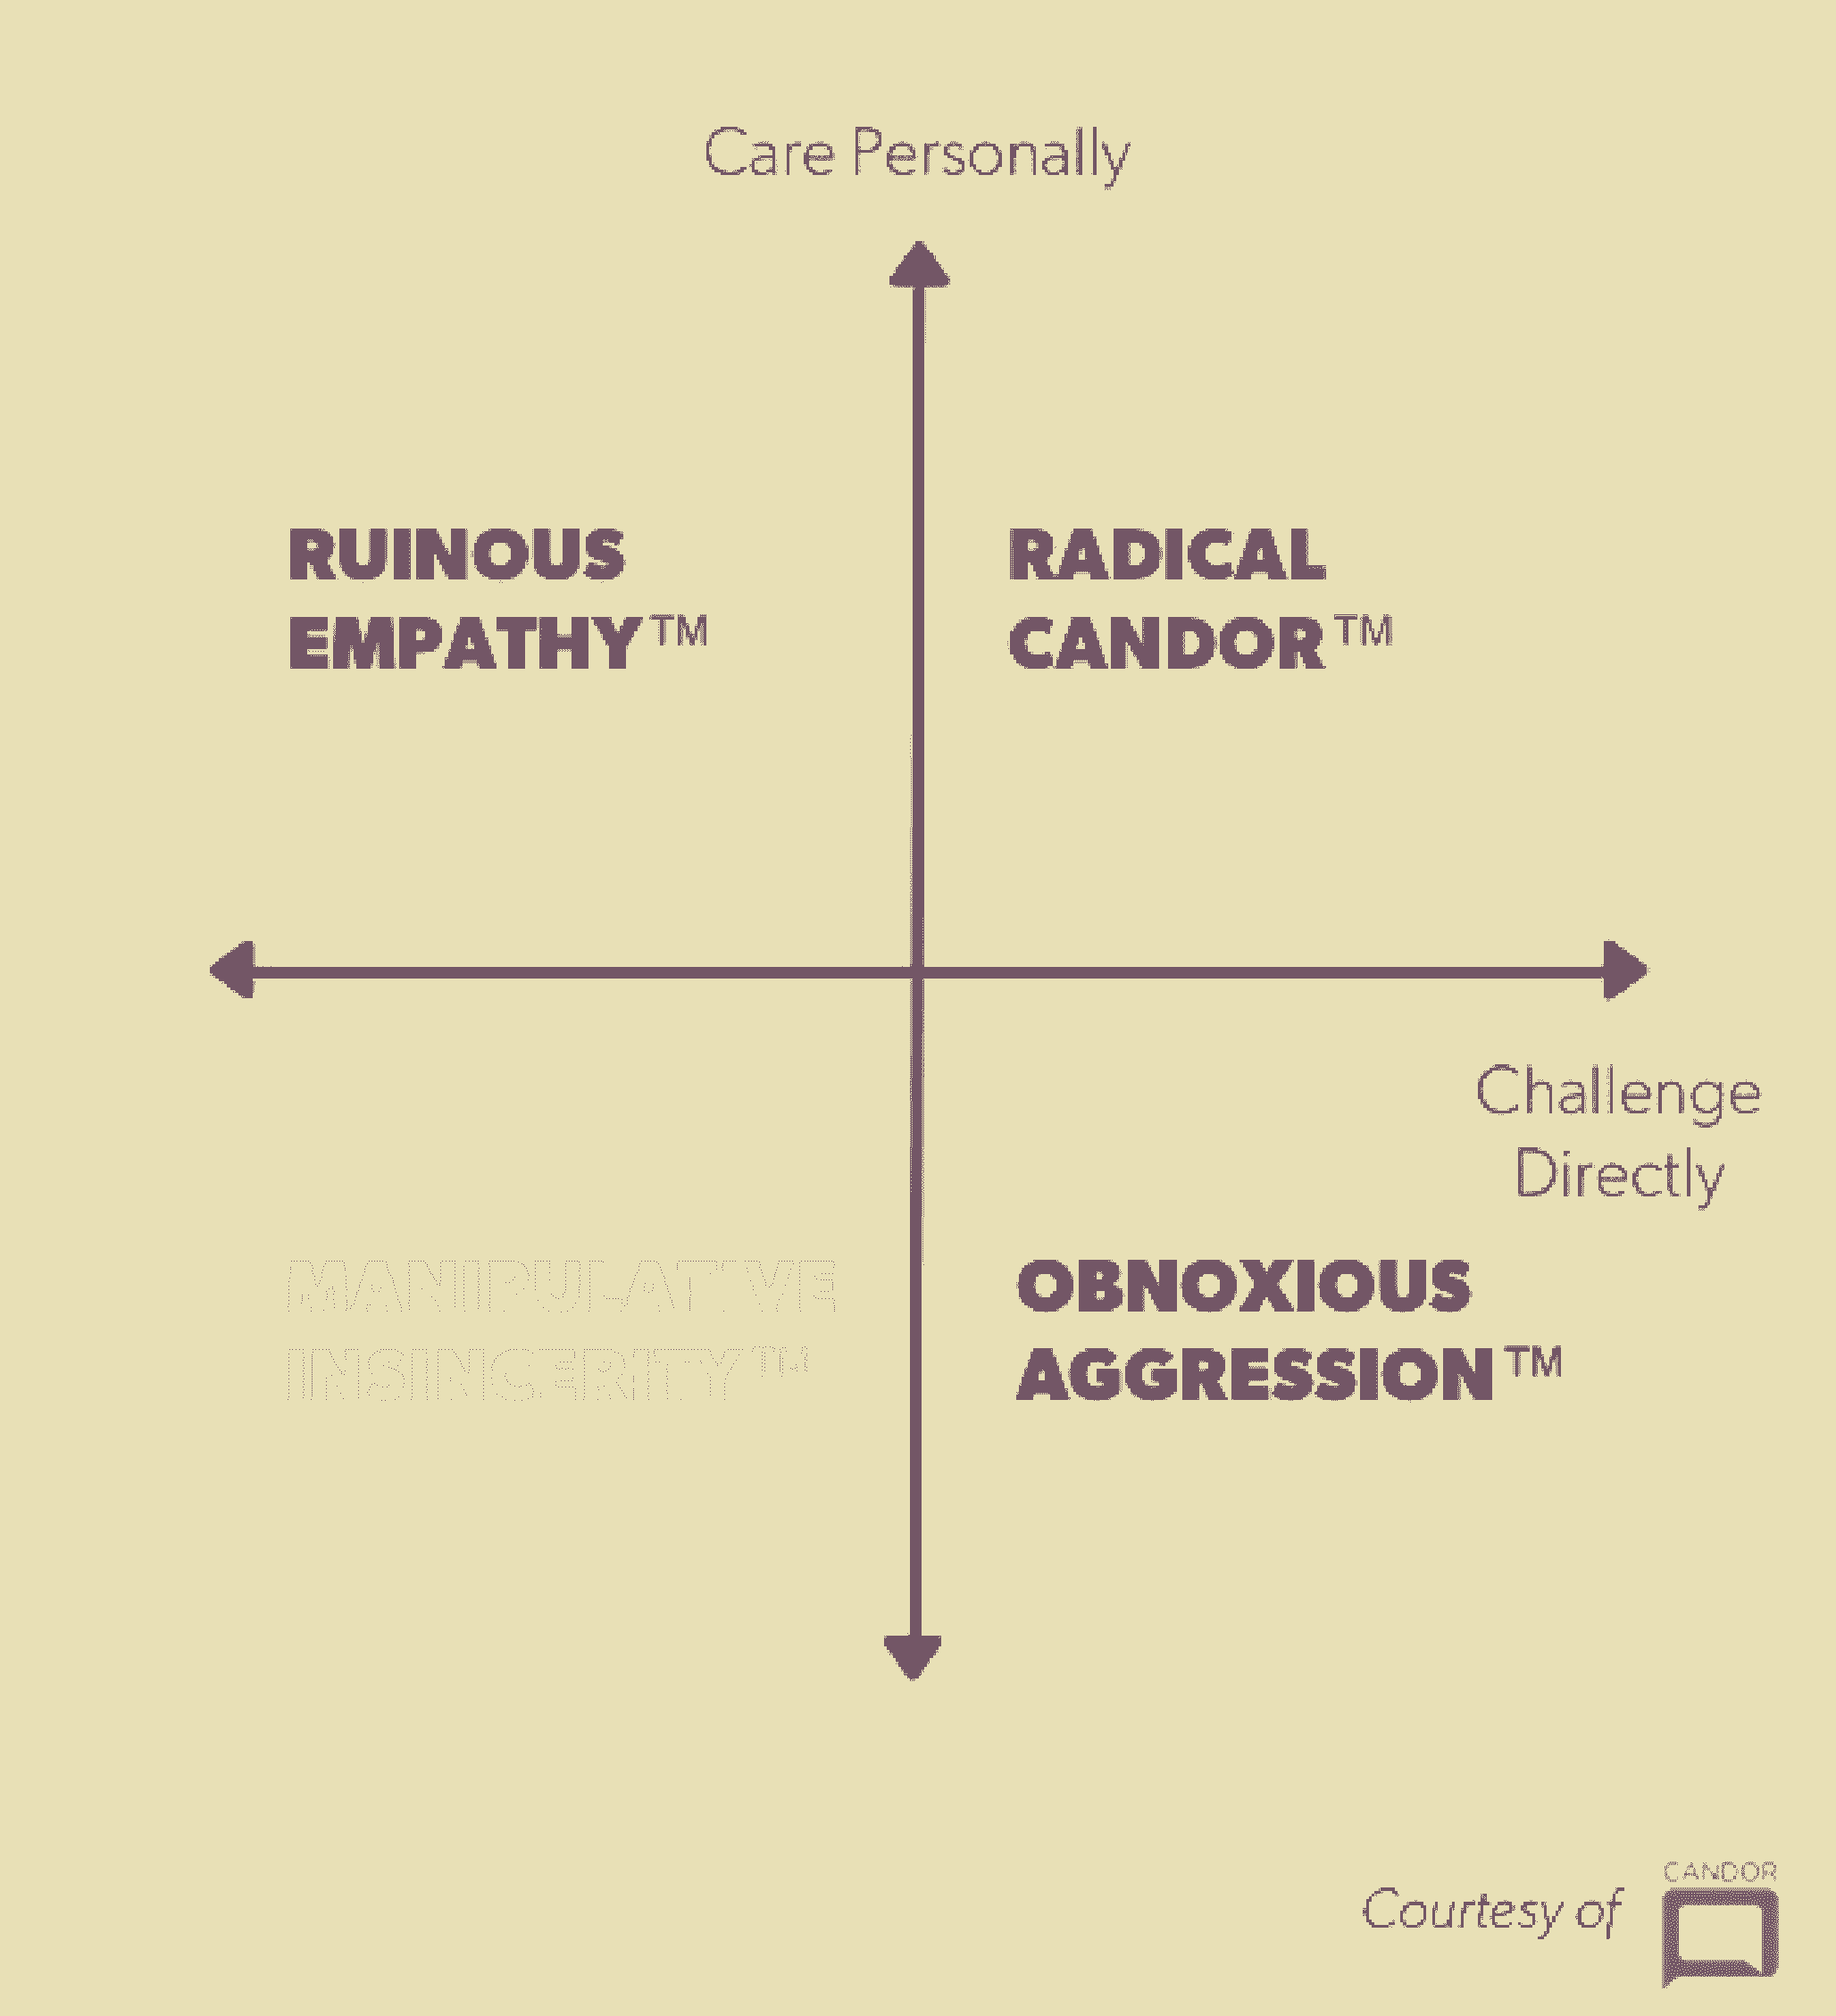 Care Personally
RUINOUS
EMPATHY™
RADICAL
CANDOR™
Challenge
Directly
MANIPULATIVE
INSINCERITY™
OBNOXIOUS
AGGRESSION™
Courtesy of
CANDOR